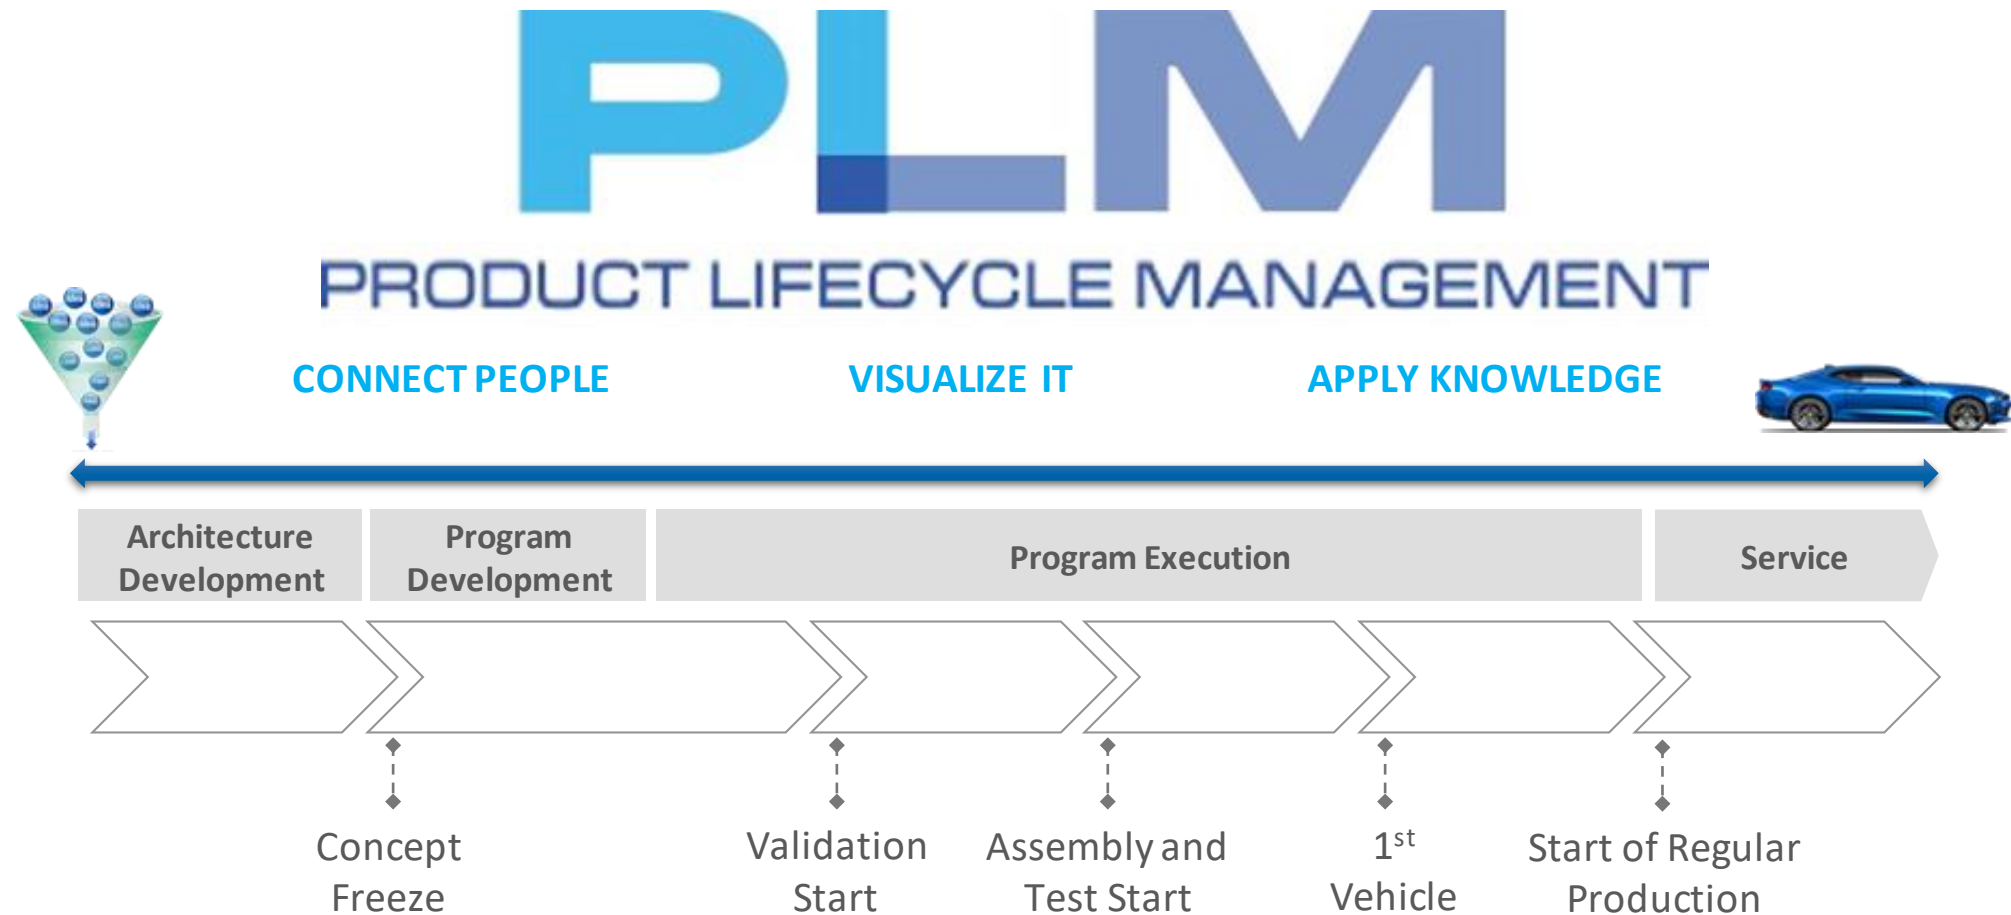 PLM
PRODUCT LIFECYCLE MANAGEMENT
CONNECT PEOPLE
VISUALIZE IT
APPLY KNOWLEDGE
Architecture
Development
Program
Development
Program Execution
Service
Concept
Freeze
Validation
Start
Assembly and
Test Start
1st
Vehicle
Start of Regular
Production